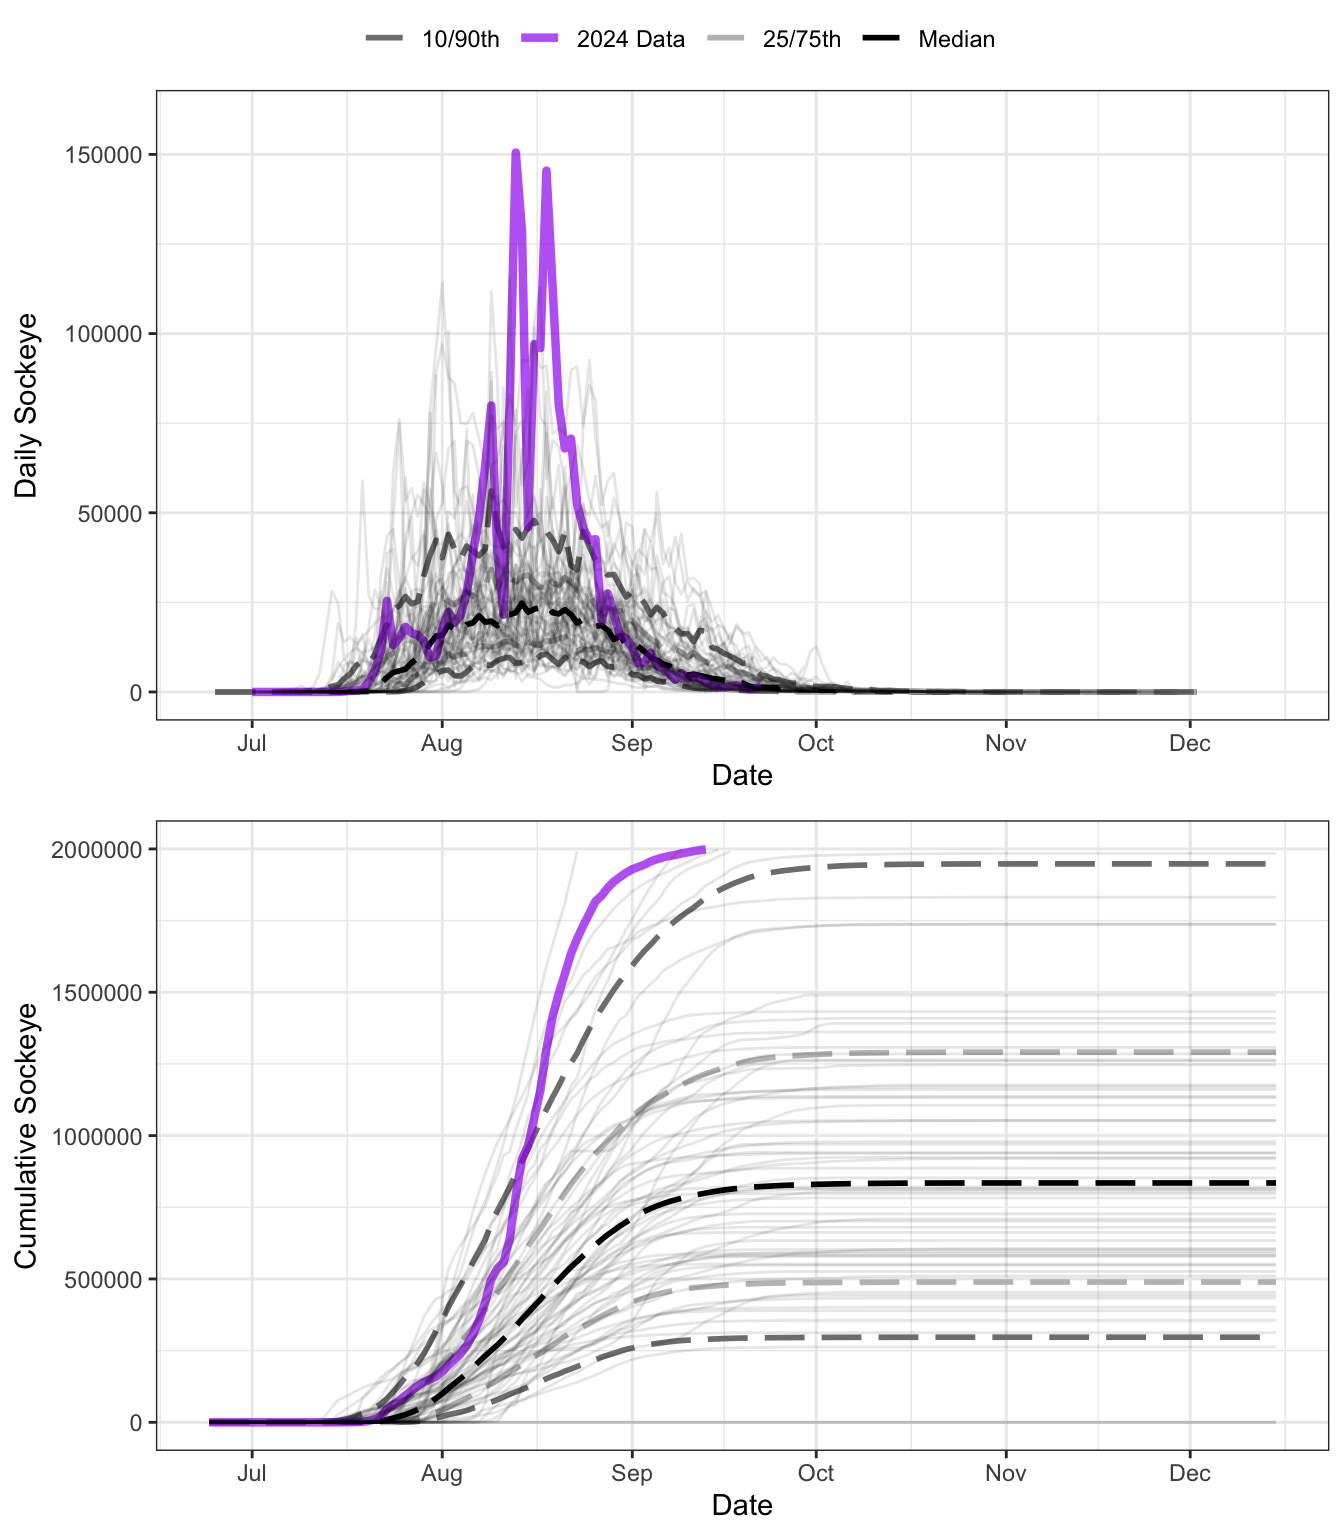 10/90th 2024 Data 25/75th Median
150000
100000
50000
0
Daily Sockeye
Jul Aug Sep Oct Nov Dec
Date
2000000
1500000
1000000
500000
0
Cumulative Sockeye
Jul Aug Sep Oct Nov Dec
Date